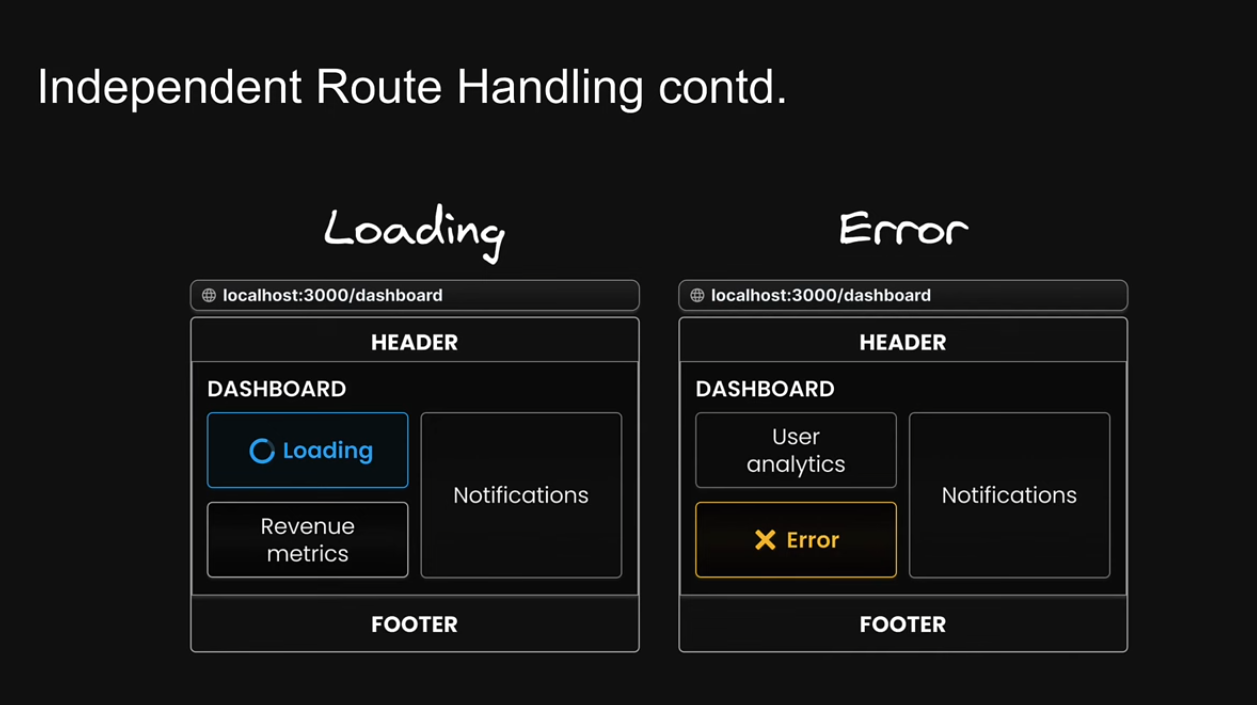 Independent Route Handling contd.
Loading
localhost:3000/dashboard
HEADER
DASHBOARD
Loading
Revenue
metrics
Notifications
FOOTER
Error
localhost:3000/dashboard
HEADER
DASHBOARD
User
analytics
Error
Notifications
FOOTER